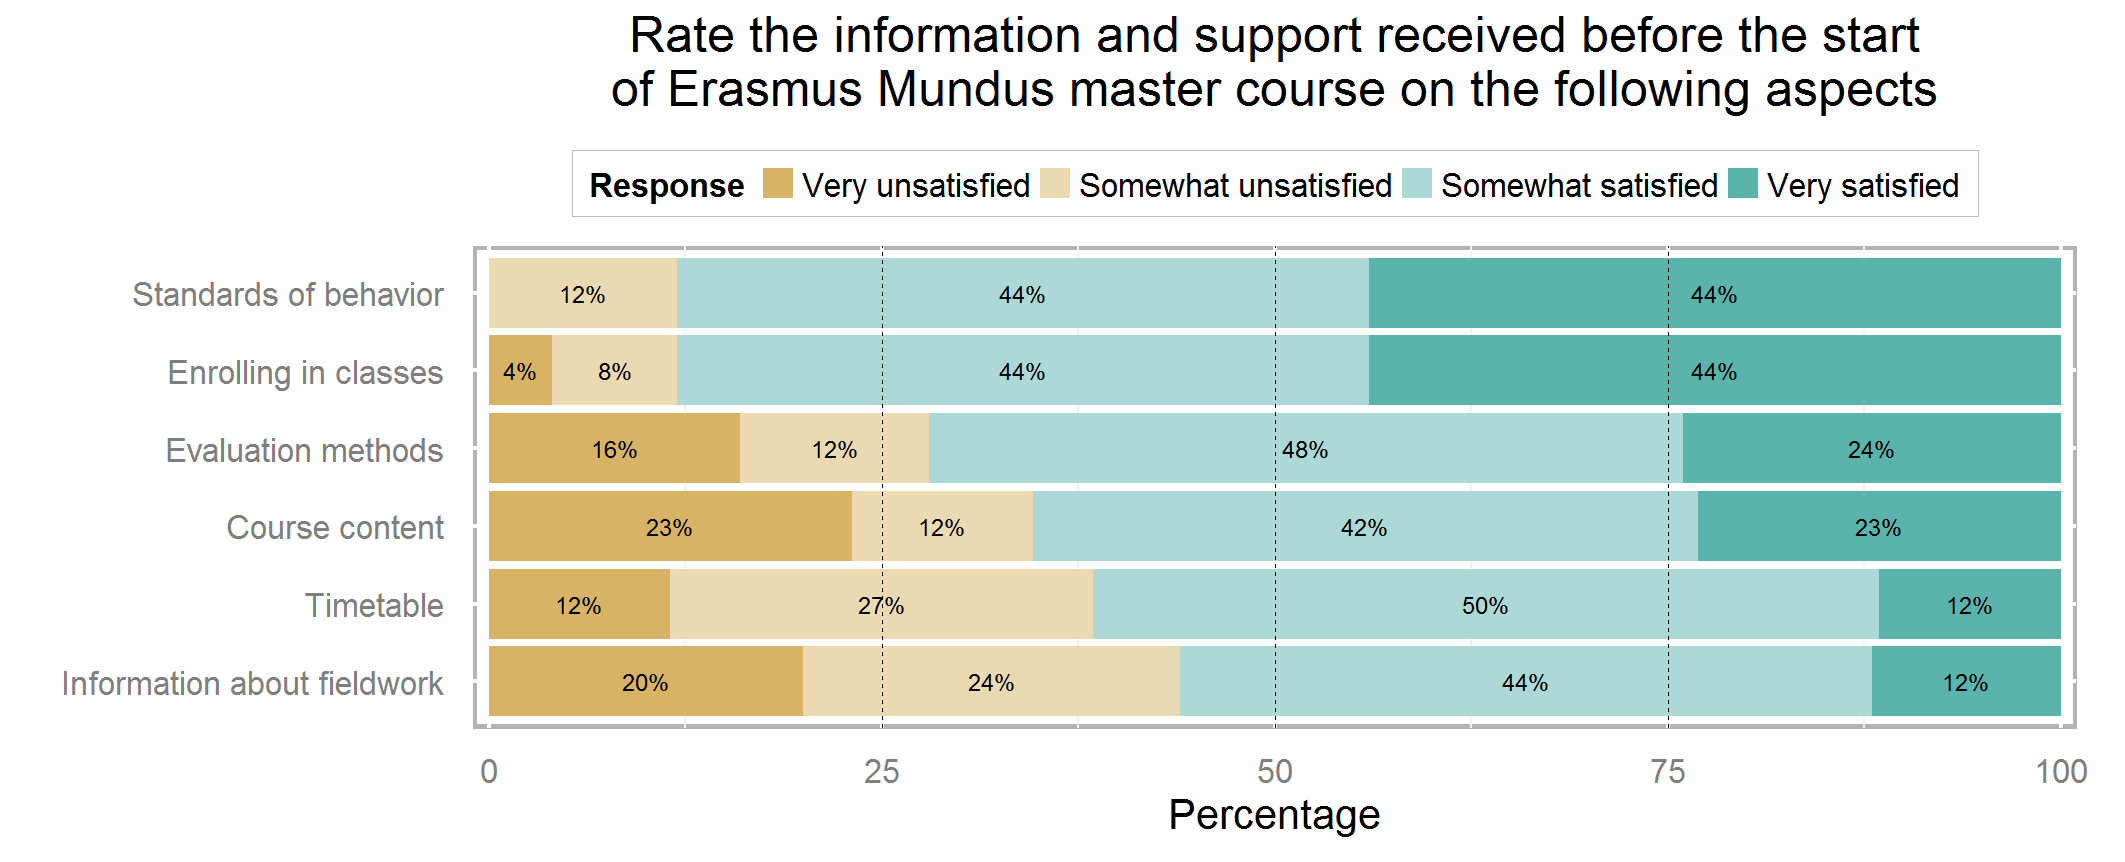 Rate the information and support received before the start
of Erasmus Mundus master course on the following aspects
Response Very unsatisfied Somewhat unsatisfied Somewhat satisfied Very satisfied
Standards of behavior 12% 44% 44%
Enrolling in classes 4% 8% 44% 44%
Evaluation methods 16% 12% 48% 24%
Course content 23% 12% 42% 23%
Timetable 12% 27% 50% 12%
Information about fieldwork 20% 24% 44% 12%
0 25 50 75 100
Percentage